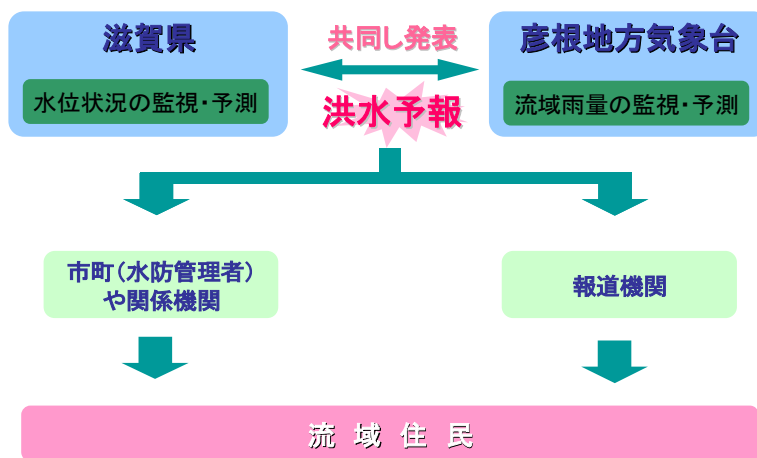 滋賀県
共同し発表
彦根地方気象台
水位状況の監視・予測
洪水予報
流域雨量の監視・予測
市町（水防管理者）
や関係機関
報道機関
流域住民